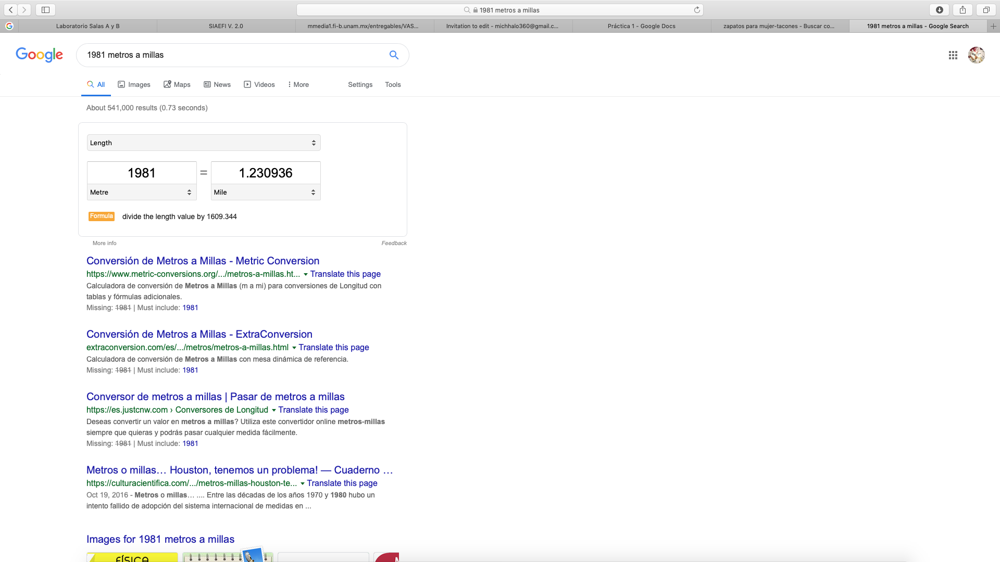 1981 metros a millas
Laboratorio Salas A y B
SIAEFI V. 2.0
mmedia1.fi-b.unam.mx/entregables/VAS...
Invitation to edit - michhalo360@gmail.c...
Práctica 1 - Google Docs
zapatos para mujer-tacones - Buscar co...
1981 metros a millas - Google Search
Google
1981 metros a millas
All
Images
Maps
News
Videos
More
Settings
Tools
About 541,000 results (0.73 seconds)
Length
1981 = 1.230936
Metre
Mile
Formula divide the length value by 1609.344
More info
Feedback
Conversión de Metros a Millas - Metric Conversion
https://www.metric-conversions.org/.../metros-a-millas.ht... Translate this page
Calculadora de conversión de Metros a Millas (m a mi) para conversiones de Longitud con
tablas y fórmulas adicionales.
Missing: 1981 | Must include: 1981
Conversión de Metros a Millas - ExtraConversion
extraconversion.com/es/.../metros/metros-a-millas.html Translate this page
Calculadora de conversión de Metros a Millas con mesa dinámica de referencia.
Missing: 1981 | Must include: 1981
Conversor de metros a millas | Pasar de metros a millas
https://es.justcnw.com › Conversores de Longitud Translate this page
Deseas convertir un valor en metros a millas? Utiliza este convertidor online metros-millas
siempre que quieras y podrás pasar cualquier medida fácilmente.
Missing: 1981 | Must include: 1981
Metros o millas… Houston, tenemos un problema! — Cuaderno …
https://culturacientifica.com/.../metros-millas-houston-te... Translate this page
Oct 19, 2016 - Metros o millas… .... Entre las décadas de los años 1970 y 1980 hubo un
intento fallido de adopción del sistema internacional de medidas en ...
Images for 1981 metros a millas
FÍSICA